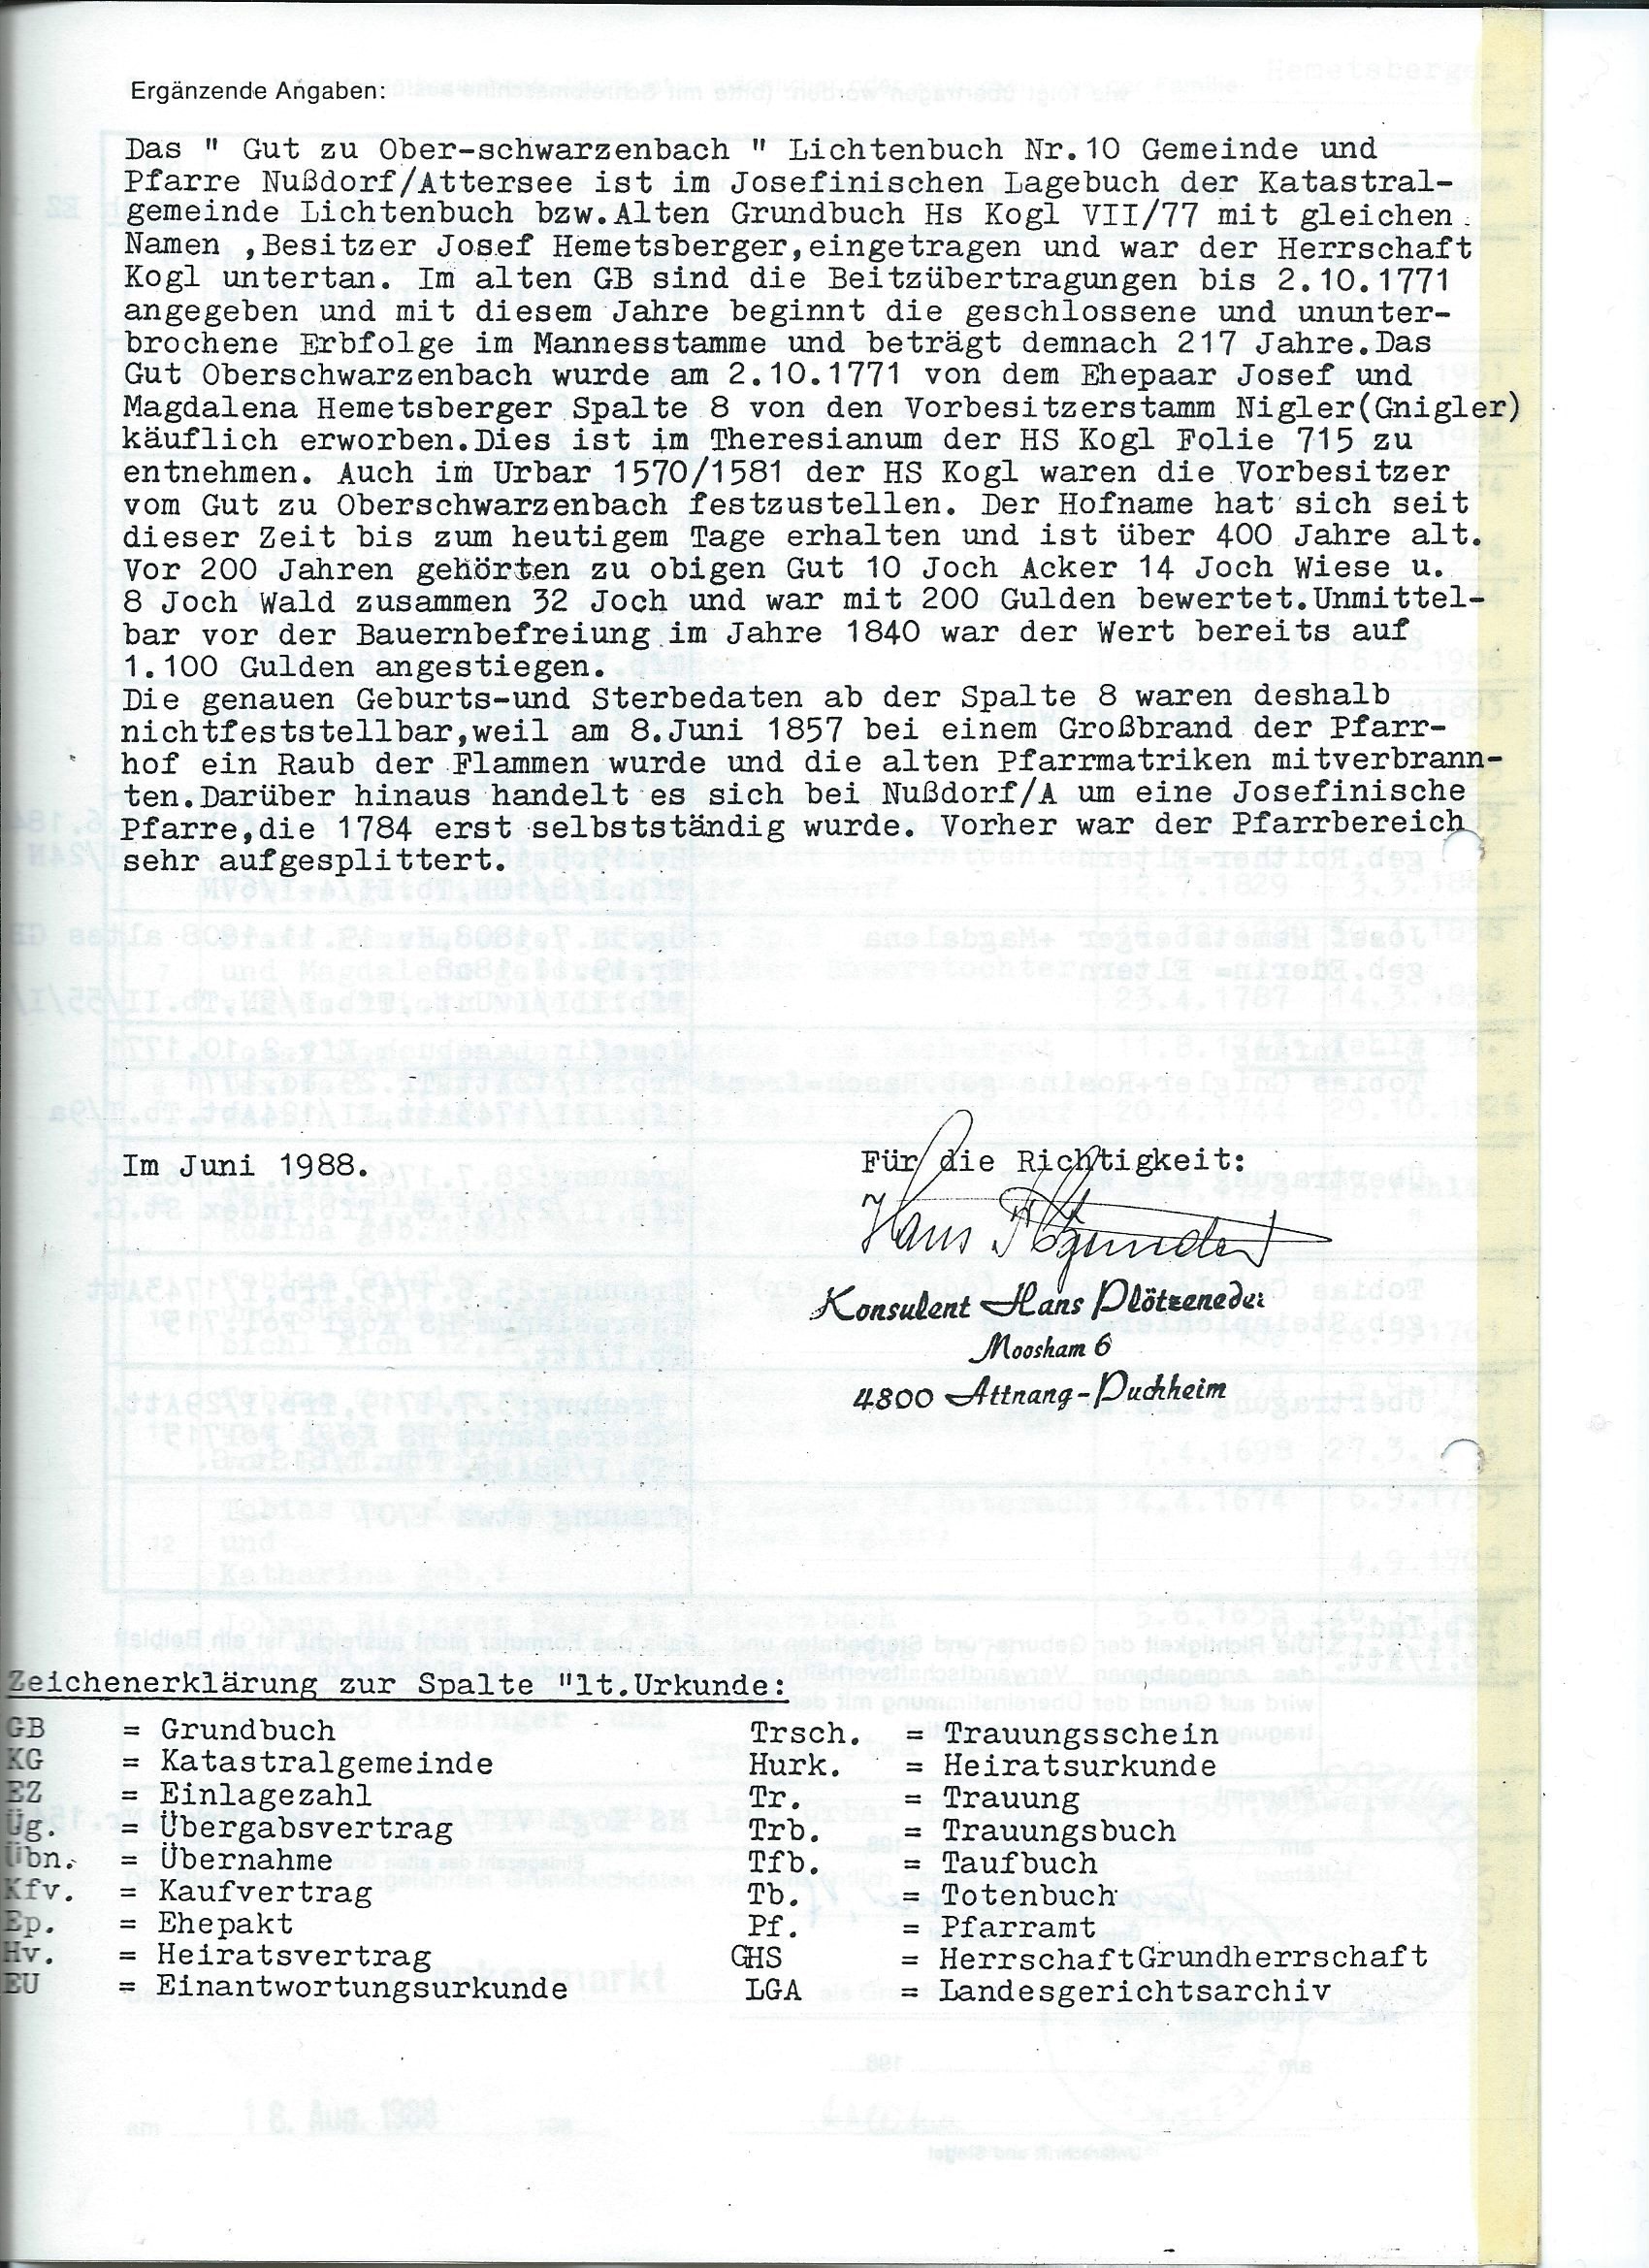 Ergänzende Angaben:
Das " Gut zu Ober-schwarzenbach " Lichtenbuch Nr.10 Gemeinde und
Pfarre Nußdorf/Attersee ist im Josefinischen Lagebuch der Katastral-
gemeinde Lichtenbuch bzw.Alten Grundbuch Hs Kogl VII/77 mit gleichen
Namen ,Besitzer Josef Hemetsberger,eingetragen und war der Herrschaft
Kogl untertan. Im alten GB sind die Beitzübertragungen bis 2.10.1771
angegeben und mit diesem Jahre beginnt die geschlossene und ununter-
brochene Erbfolge im Mannesstamme und beträgt demnach 217 Jahre.Das
Gut Oberschwarzenbach wurde am 2.10.1771 von dem Ehepaar Josef und
Magdalena Hemetsberger Spalte 8 von den Vorbesitzerstamm Nigler(Gnigler)
käuflich erworben.Dies ist im Theresianum der HS Kogl Folie 715 zu
entnehmen. Auch im Urbar 1570/1581 der HS Kogl waren die Vorbesitzer
vom Gut zu Oberschwarzenbach festzustellen. Der Hofname hat sich seit
dieser Zeit bis zum heutigem Tage erhalten und ist über 400 Jahre alt.
Vor 200 Jahren gehörten zu obigen Gut 10 Joch Acker 14 Joch Wiese u.
8 Joch Wald zusammen 32 Joch und war mit 200 Gulden bewertet.Unmittel-
bar vor der Bauernbefreiung im Jahre 1840 war der Wert bereits auf
1.100 Gulden angestiegen.
Die genauen Geburts-und Sterbedaten ab der Spalte 8 waren deshalb
nichtfeststellbar,weil am 8.Juni 1857 bei einem Großbrand der Pfarr-
hof ein Raub der Flammen wurde und die alten Pfarrmatriken mitverbrann-
ten.Darüber hinaus handelt es sich bei Nußdorf/A um eine Josefinische
Pfarre,die 1784 erst selbstständig wurde. Vorher war der Pfarrbereich
sehr aufgesplittert.
Im Juni 1988. Für die Richtigkeit:
Hans
Konsulent Hans Plötzeneder
Moosham 6
4800 Attnang-Puchheim
Zeichenerklärung zur Spalte "lt.Urkunde:
GB = Grundbuch Trsch. = Trauungsschein
KG = Katastralgemeinde Hurk. = Heiratsurkunde
EZ = Einlagezahl Tr. = Trauung
Üg. = Übergabsvertrag Trb. = Trauungsbuch
Übn. = Übernahme Tfb. = Taufbuch
Kfv. = Kaufvertrag Tb. = Totenbuch
Ep. = Ehepakt Pf. = Pfarramt
Hv. = Heiratsvertrag GHS = HerrschaftGrundherrschaft
EU = Einantwortungsurkunde LGA = Landesgerichtsarchiv